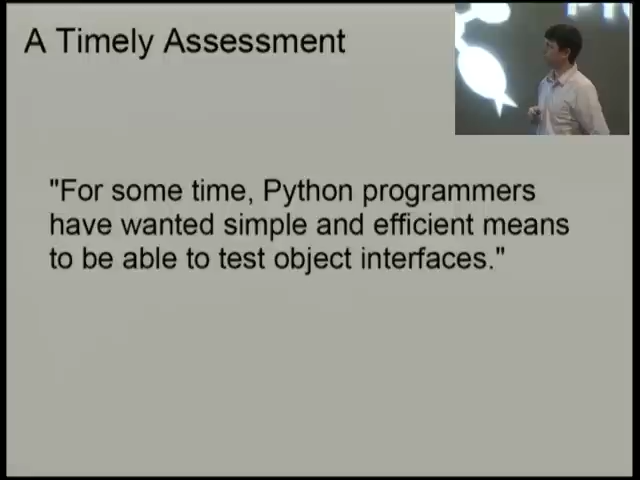 A Timely Assessment
"For some time, Python programmers
have wanted simple and efficient means
to be able to test object interfaces."